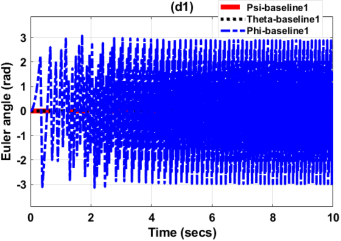 (d1)
Psi-baseline1
Theta-baseline1
Phi-baseline1
Euler angle (rad)
3
2
1
0
-1
-2
-3
0 2 4 6 8 10
Time (secs)